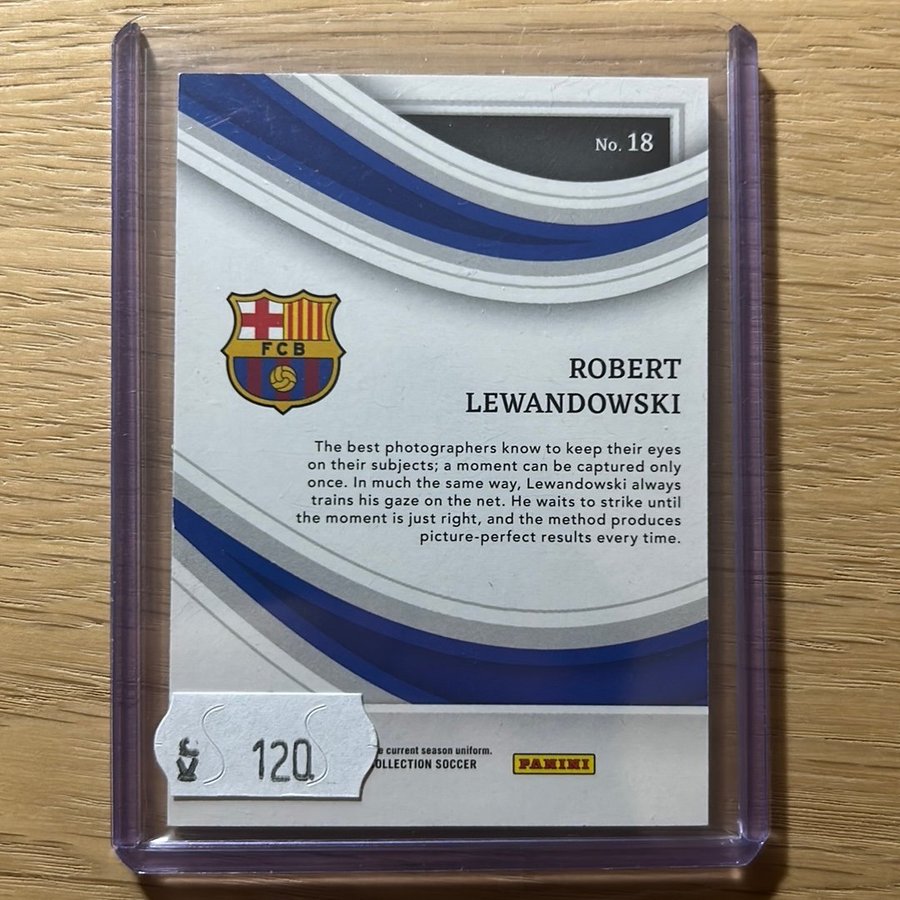 No. 18
FCB
ROBERT
LEWANDOWSKI
The best photographers know to keep their eyes
on their subjects; a moment can be captured only
once. In much the same way, Lewandowski always
trains his gaze on the net. He waits to strike until
the moment is just right, and the method produces
picture-perfect results every time.
current season uniform.
OLLECTION SOCCER
PANINI
120